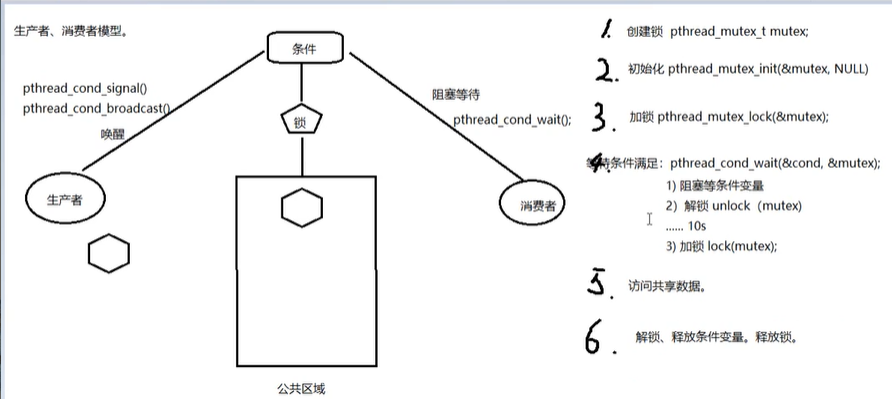 生产者、消费者模型。
条件
pthread_cond_signal()
pthread_cond_broadcast()
唤醒
阻塞等待
pthread_cond_wait();
锁
生产者
消费者
公共区域
1. 创建锁 pthread_mutex_t mutex;
2. 初始化 pthread_mutex_init(&mutex, NULL)
3. 加锁 pthread_mutex_lock(&mutex);
4. 等待条件满足：pthread_cond_wait(&cond, &mutex);
1) 阻塞等条件变量
2) 解锁 unlock（mutex）
...... 10s
3) 加锁 lock(mutex);
5. 访问共享数据。
6. 解锁、释放条件变量。释放锁。